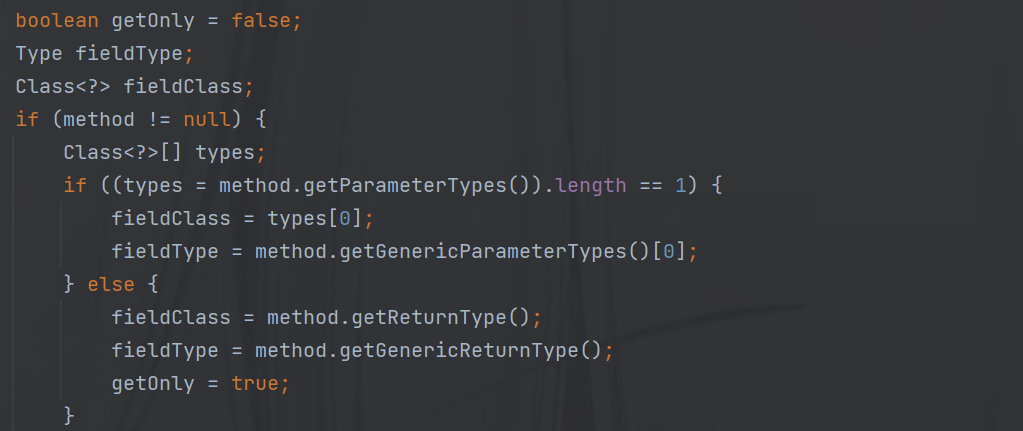 boolean getOnly = false;
Type fieldType;
Class<?> fieldClass;
if (method != null) {
    Class<?>[] types;
    if ((types = method.getParameterTypes()).length == 1) {
        fieldClass = types[0];
        fieldType = method.getGenericParameterTypes()[0];
    } else {
        fieldClass = method.getReturnType();
        fieldType = method.getGenericReturnType();
        getOnly = true;
    }